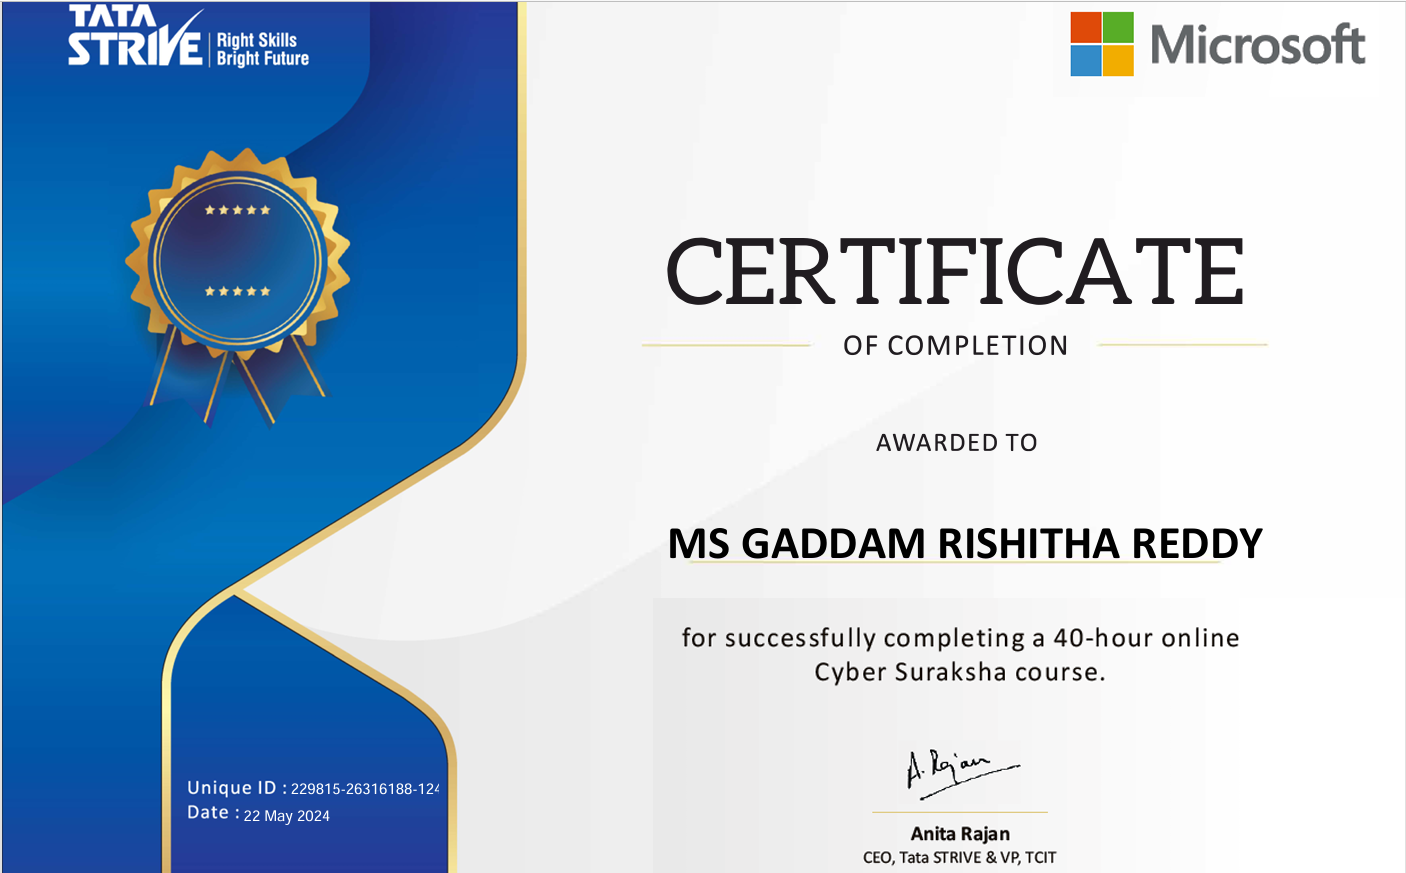 TATA
STRIVE
Right Skills
Bright Future
Microsoft
CERTIFICATE
OF COMPLETION
AWARDED TO
MS GADDAM RISHITHA REDDY
for successfully completing a 40-hour online
Cyber Suraksha course.
A. Rajan
Anita Rajan
CEO, Tata STRIVE & VP, TCIT
Unique ID : 229815-26316188-124
Date : 22 May 2024